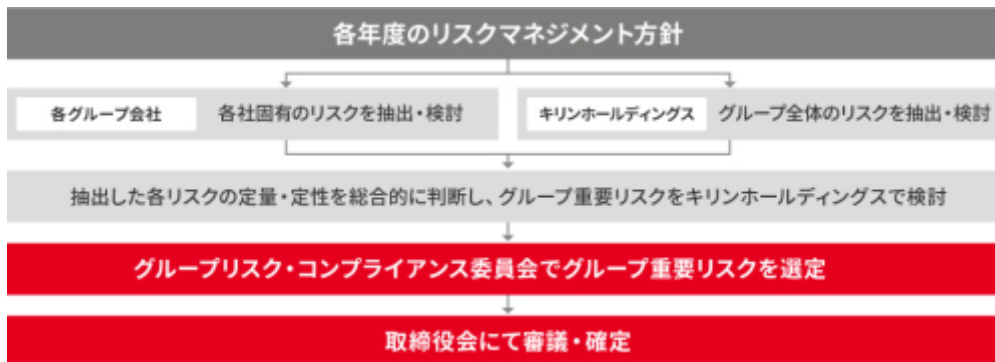 各年度のリスクマネジメント方針
各グループ会社 各社固有のリスクを抽出・検討
キリンホールディングス グループ全体のリスクを抽出・検討
抽出した各リスクの定量・定性を総合的に判断し、グループ重要リスクをキリンホールディングスで検討
グループリスク・コンプライアンス委員会でグループ重要リスクを選定
取締役会にて審議・確定